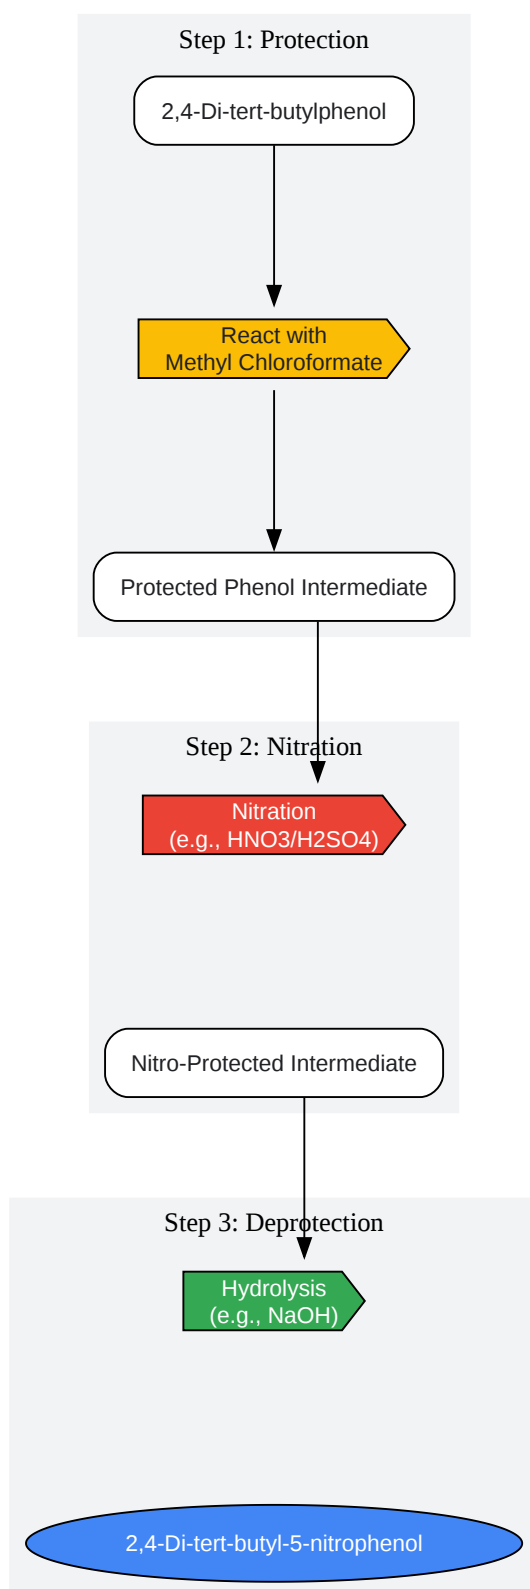 Step 1: Protection
2,4-Di-tert-butylphenol
React with
Methyl Chloroformate
Protected Phenol Intermediate
Step 2: Nitration
Nitration
(e.g., HNO3/H2SO4)
Nitro-Protected Intermediate
Step 3: Deprotection
Hydrolysis
(e.g., NaOH)
2,4-Di-tert-butyl-5-nitrophenol